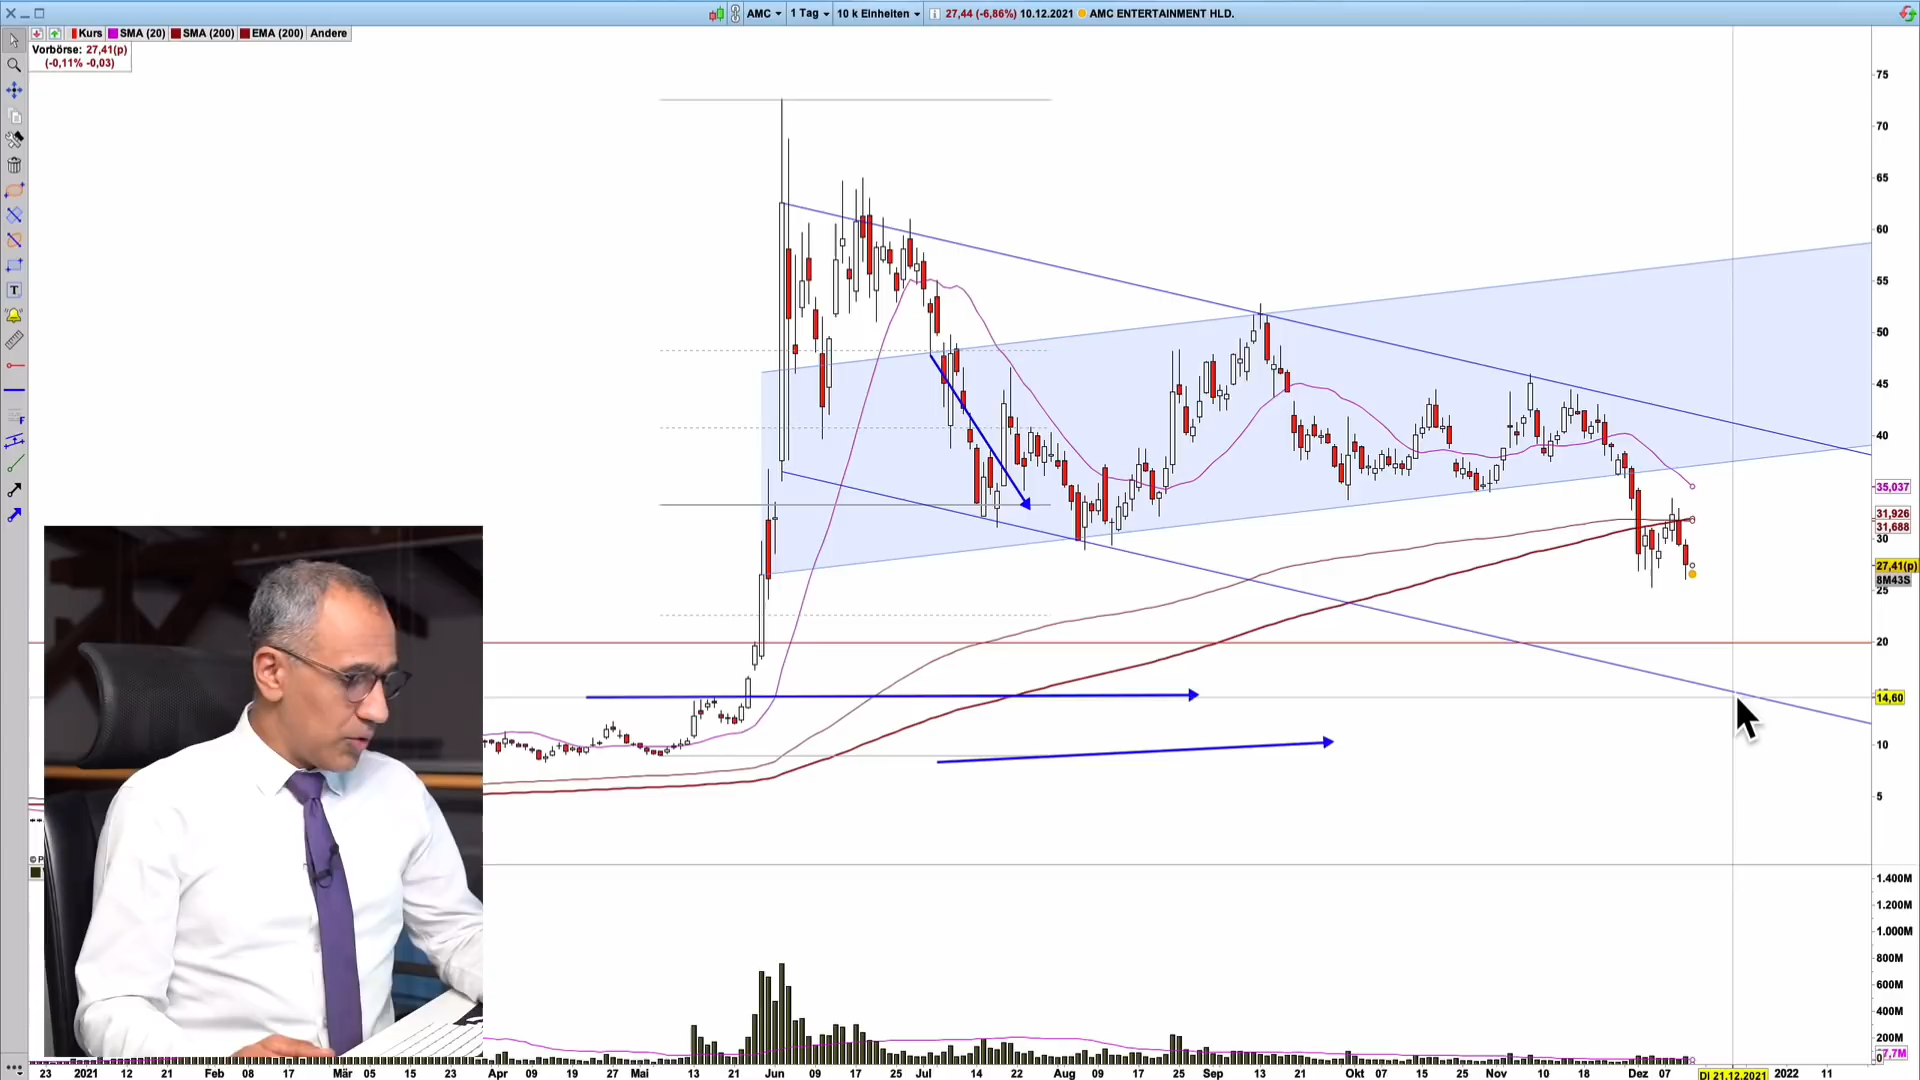 AMC 1 Tag 10 k Einheiten 27,44 (-6,86%) 10.12.2021 AMC ENTERTAINMENT HLD.
Kurs SMA (20) SMA (200) EMA (200) Andere
Vorbörse: 27,41(p)
(-0,11% -0,03)
75
70
65
60
55
50
45
40
35,037
31,926
31,688
30
27,41(p)
8M43S
25
20
14,60
10
5
1.400M
1.200M
1.000M
800M
600M
400M
200M
0
7,7M
23 2021 12 21 Feb 08 17 Mär 05 15 23 Apr 09 19 27 Mai 13 21 Jun 09 17 25 Jul 14 22 Aug 09 17 25 Sep 13 21 Okt 07 15 25 Nov 10 18 Dez 07 DI 21.12.2021 2022 11